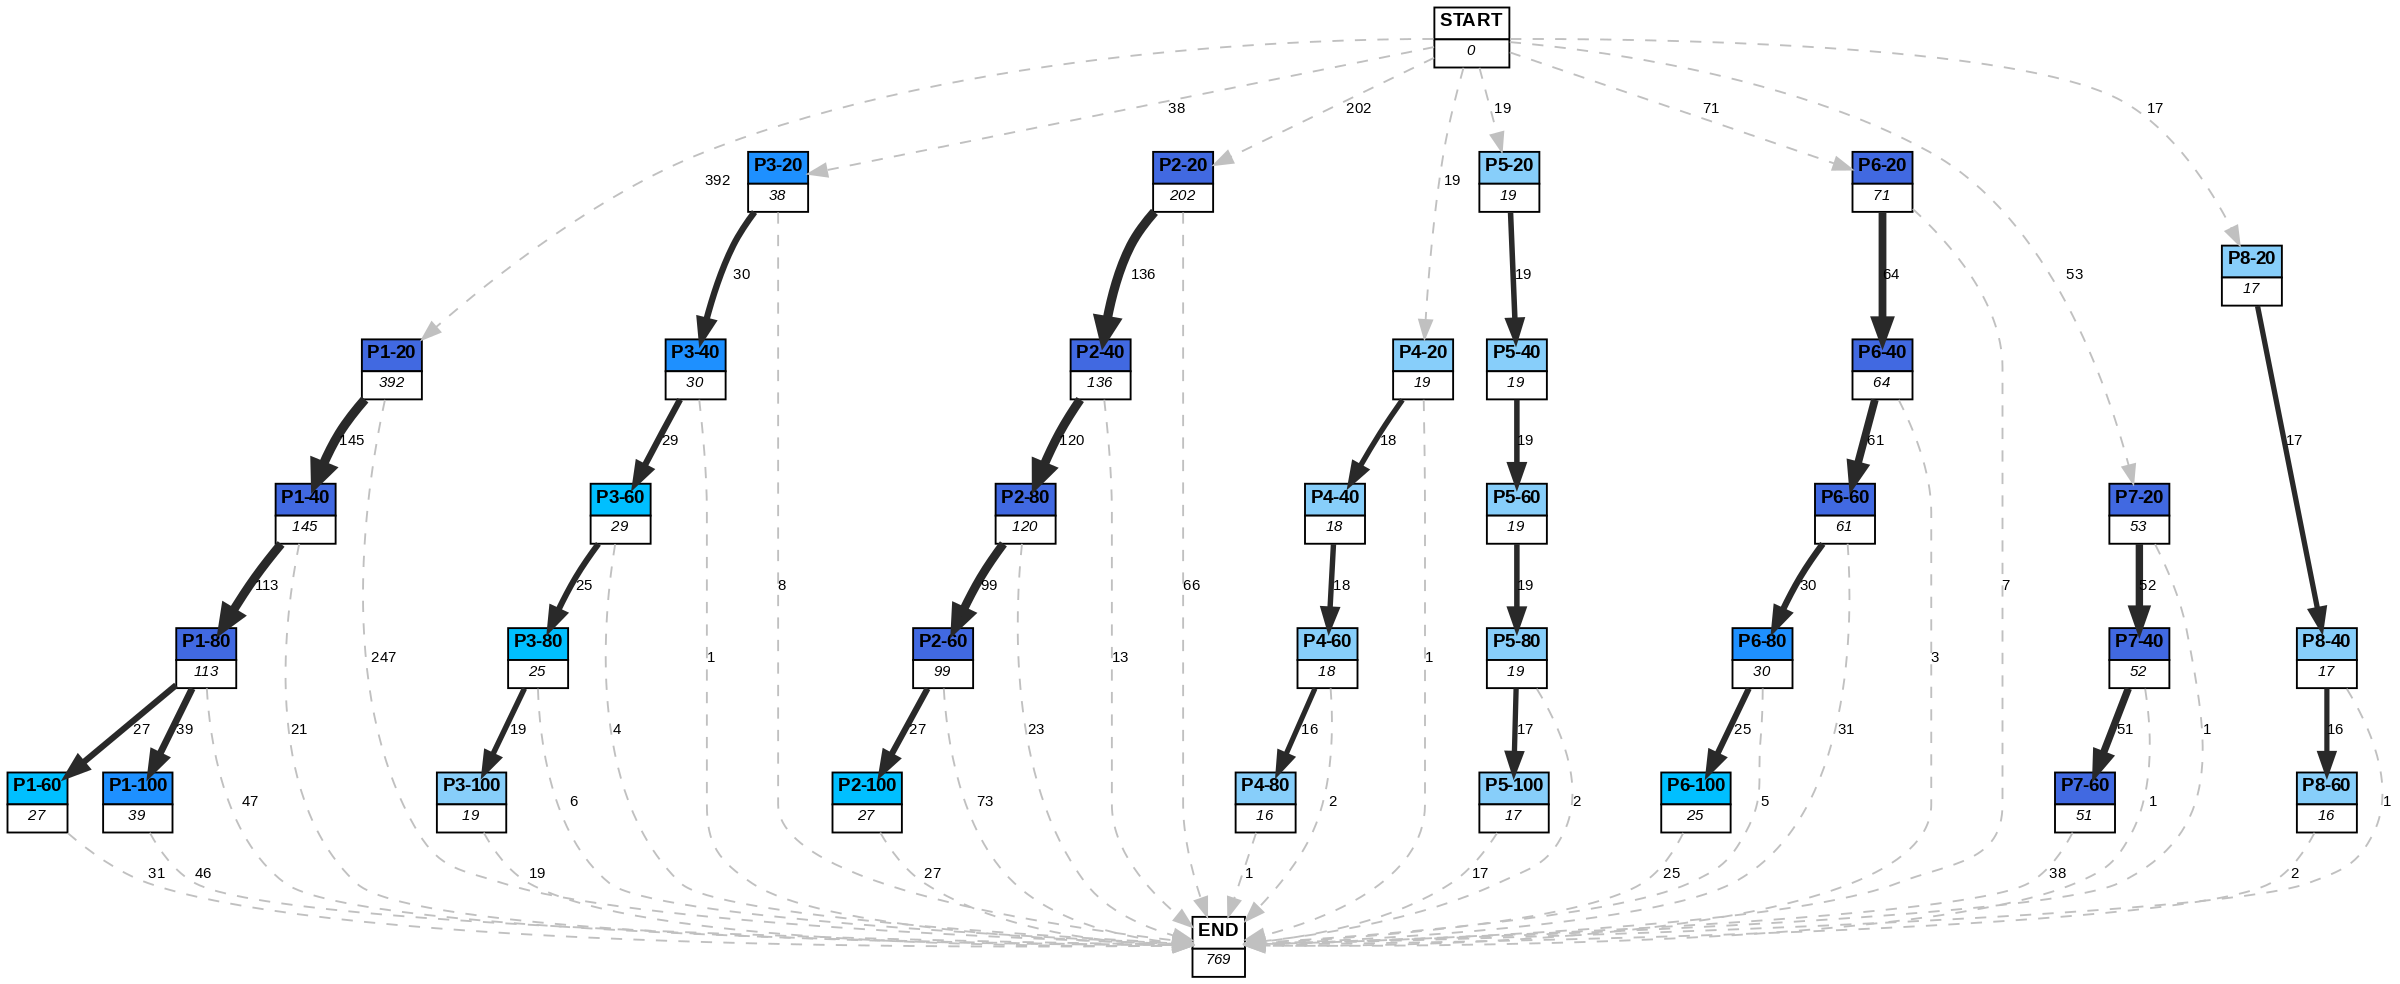 START
0
38
202
19
71
17
P3-20
38
P2-20
202
P5-20
19
P6-20
71
392
19
P8-20
17
30
136
19
64
53
P1-20
392
P3-40
30
P2-40
136
P4-20
19
P5-40
19
P6-40
64
145
29
120
18
19
61
17
P1-40
145
P3-60
29
P2-80
120
P4-40
18
P5-60
19
P6-60
61
P7-20
53
113
25
8
99
66
18
19
30
7
52
P1-80
113
247
P3-80
25
1
P2-60
99
13
P4-60
18
1
P5-80
19
P6-80
30
3
P7-40
52
P8-40
17
27
39
21
19
4
27
23
16
17
25
31
51
1
16
P1-60
27
P1-100
39
47
P3-100
19
6
P2-100
27
73
P4-80
16
2
P5-100
17
2
P6-100
25
5
P7-60
51
1
P8-60
16
1
31
46
19
27
1
17
25
38
2
END
769